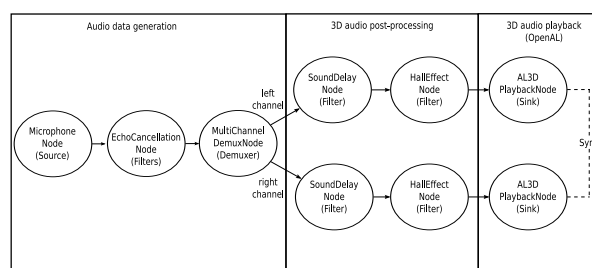 Audio data generation
3D audio post-processing
3D audio playback
(OpenAL)
Microphone
Node
(Source)
EchoCancellation
Node
(Filters)
MultiChannel
DemuxNode
(Demuxer)
left
channel
right
channel
SoundDelay
Node
(Filter)
HallEffect
Node
(Filter)
AL3D
PlaybackNode
(Sink)
SoundDelay
Node
(Filter)
HallEffect
Node
(Filter)
AL3D
PlaybackNode
(Sink)